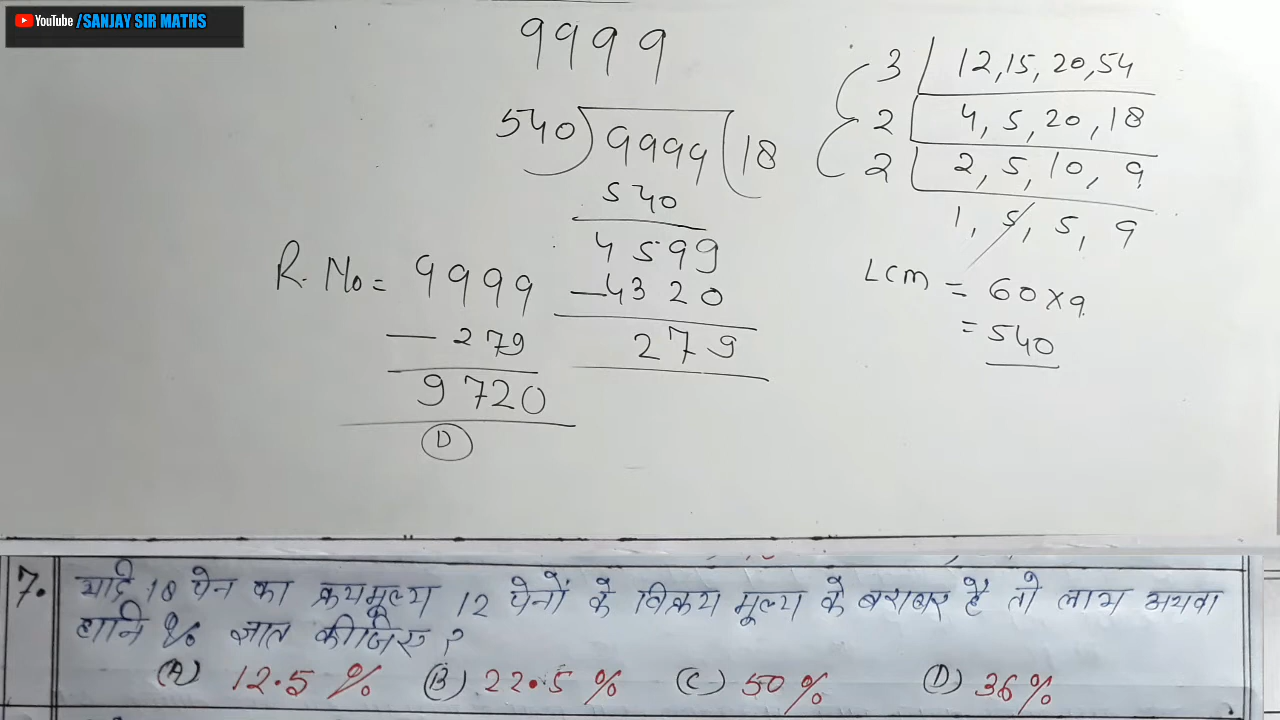 YouTube /SANJAY SIR MATHS
9999
540) 9999 (18
540
4599
- 4320
279
R. No = 9999
- 279
9720
D
3 | 12, 15, 20, 54
2 | 4, 5, 20, 18
2 | 2, 5, 10, 9
1, 5, 5, 9
LCM = 60 × 9
= 540
7. यदि 18 पेन का क्रयमूल्य 12 पेनों के विक्रय मूल्य के बराबर है तो लाभ अथवा
हानि % ज्ञात कीजिए ?
(A) 12.5 % (B) 22.5 % (C) 50 % (D) 36 %